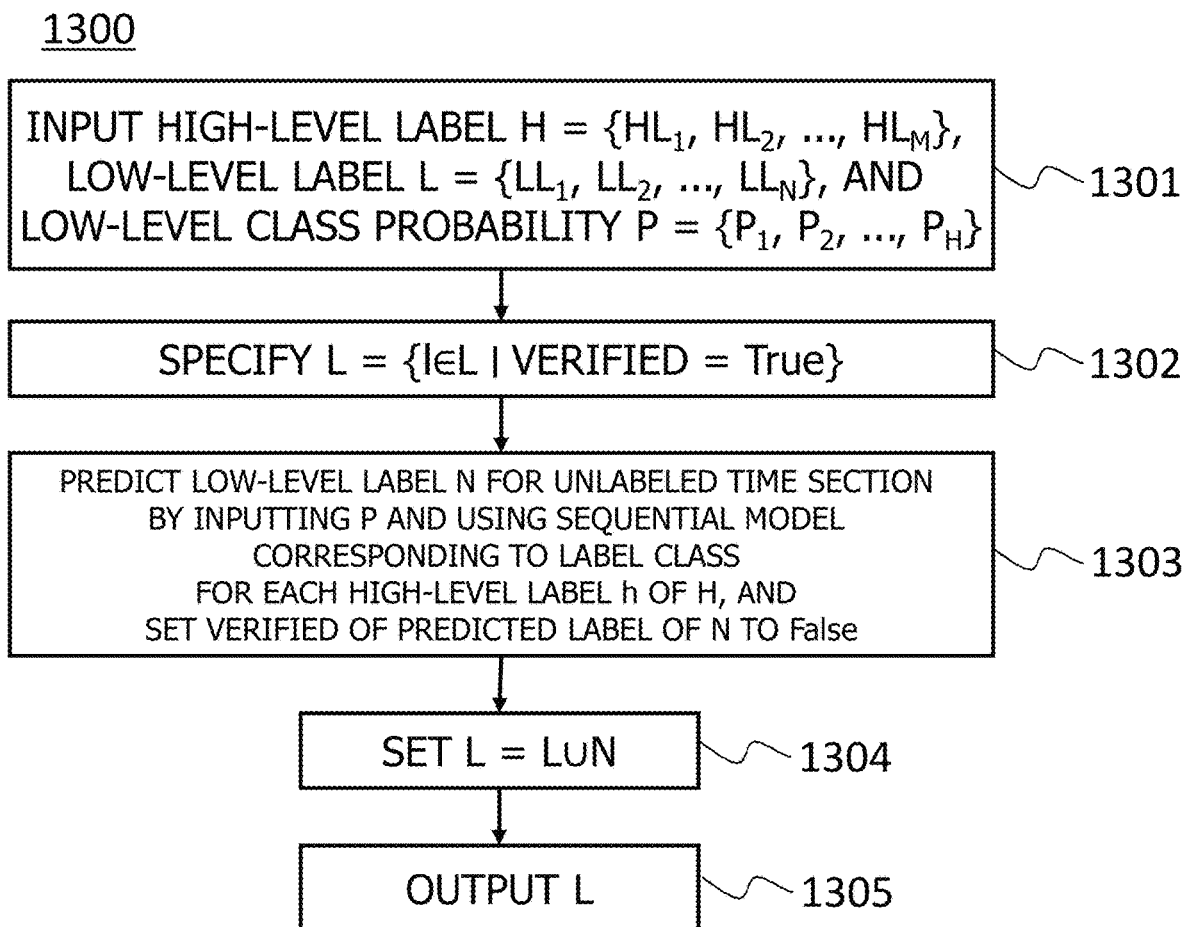 1300
INPUT HIGH-LEVEL LABEL H = {HL₁, HL₂, ..., HL_M},
LOW-LEVEL LABEL L = {LL₁, LL₂, ..., LL_N}, AND
LOW-LEVEL CLASS PROBABILITY P = {P₁, P₂, ..., P_H}
1301
SPECIFY L = {l∈L | VERIFIED = True}
1302
PREDICT LOW-LEVEL LABEL N FOR UNLABELED TIME SECTION
BY INPUTTING P AND USING SEQUENTIAL MODEL
CORRESPONDING TO LABEL CLASS
FOR EACH HIGH-LEVEL LABEL h OF H, AND
SET VERIFIED OF PREDICTED LABEL OF N TO False
1303
SET L = L∪N
1304
OUTPUT L
1305